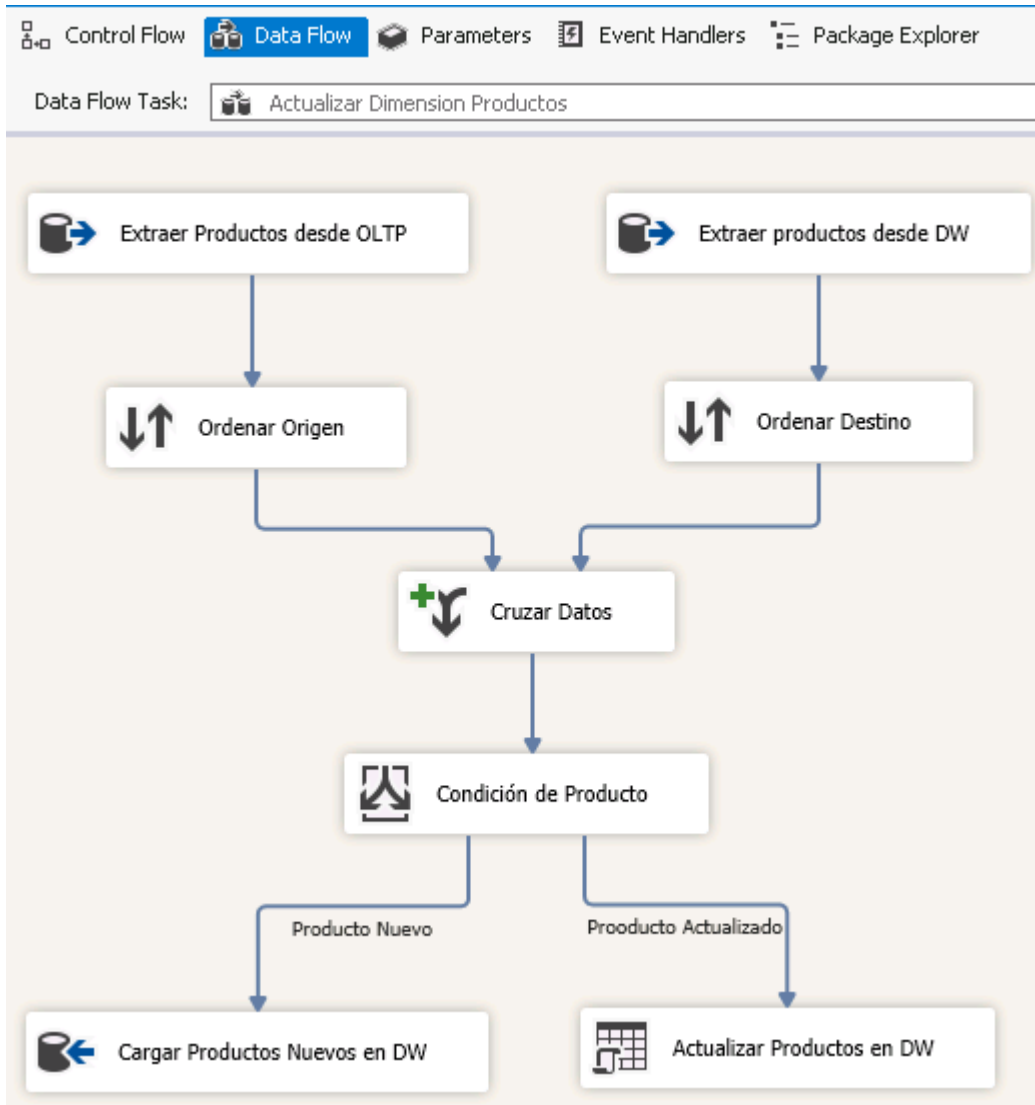 Control Flow Data Flow Parameters Event Handlers Package Explorer
Data Flow Task: Actualizar Dimension Productos
Extraer Productos desde OLTP Extraer productos desde DW
Ordenar Origen Ordenar Destino
Cruzar Datos
Condición de Producto
Producto Nuevo Prooducto Actualizado
Cargar Productos Nuevos en DW Actualizar Productos en DW